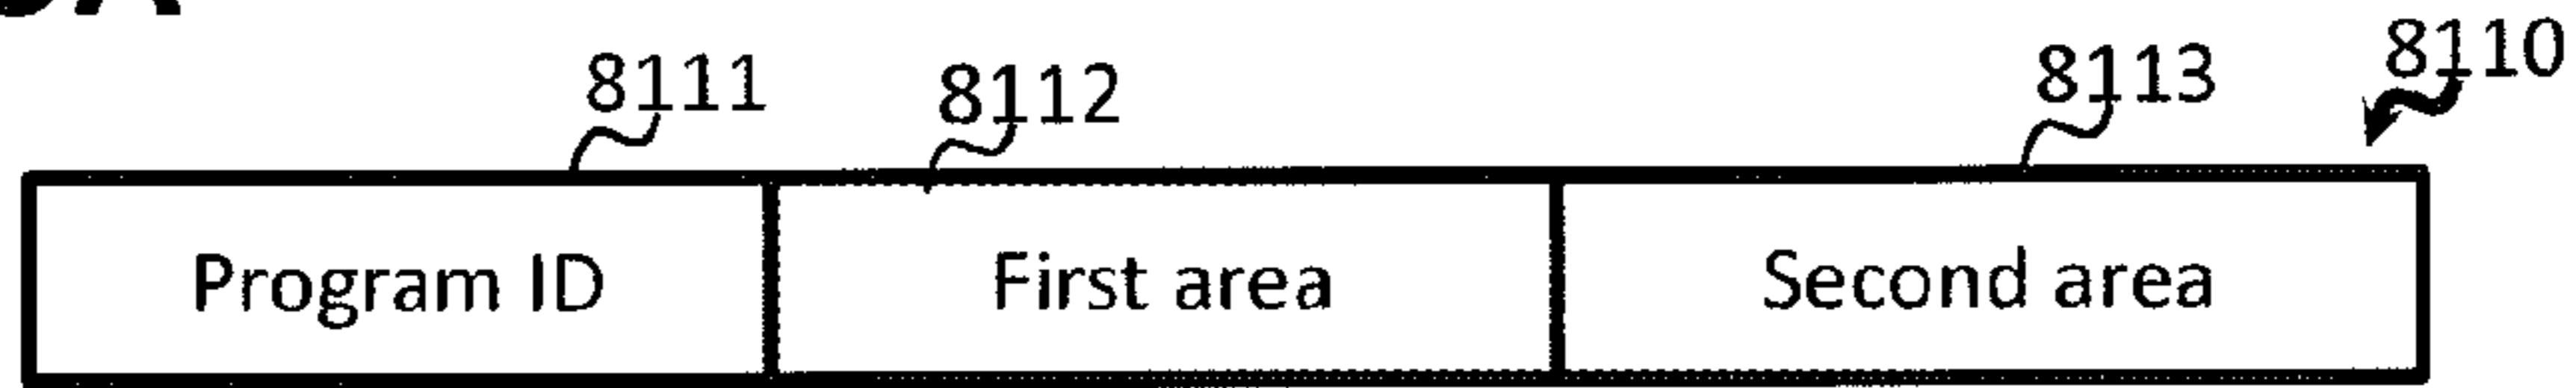 8111 8112 8113 8110
Program ID First area Second area